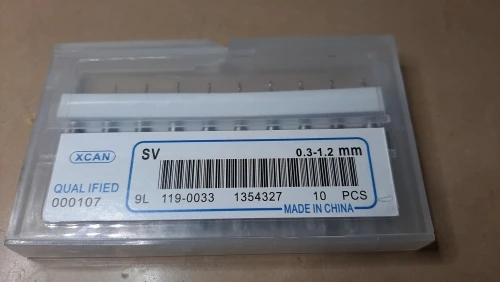 XCAN
SV
0.3-1.2 mm
QUALIFIED
000107
9L 119-0033 1354327 10 PCS
MADE IN CHINA